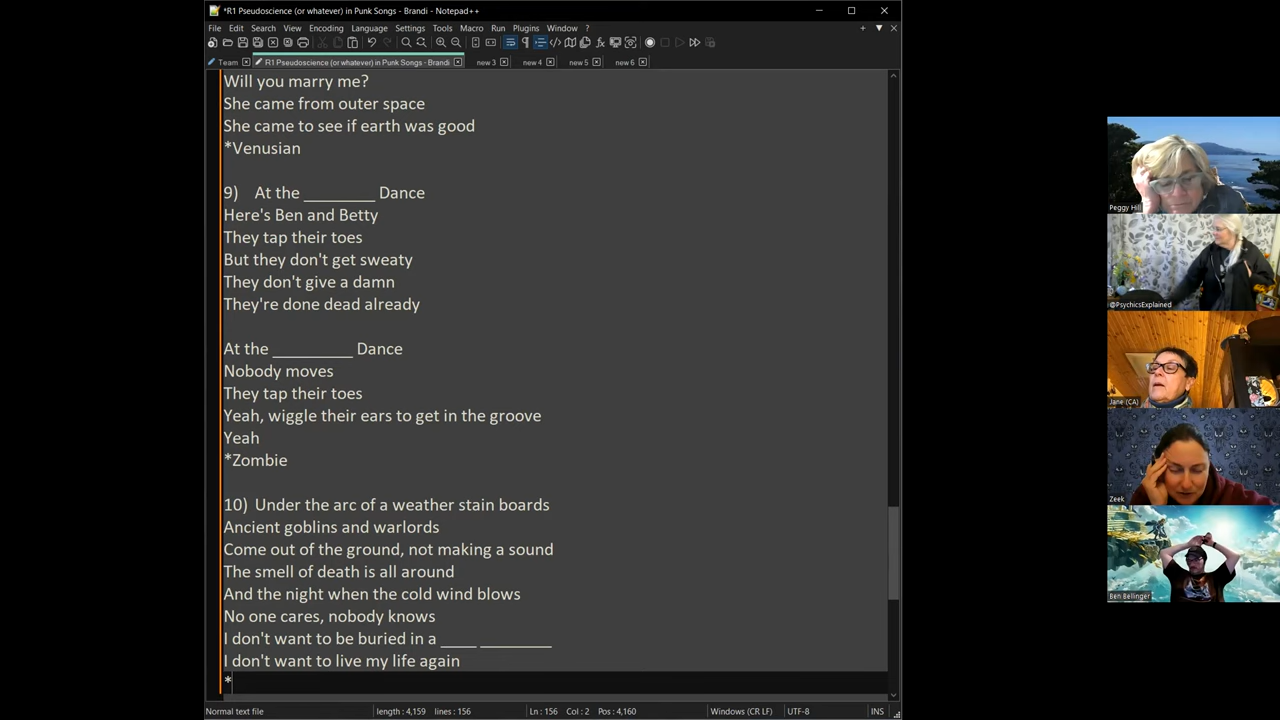 *R1 Pseudoscience (or whatever) in Punk Songs - Brandi - Notepad++
File Edit Search View Encoding Language Settings Tools Macro Run Plugins Window ?
Team R1 Pseudoscience (or whatever) in Punk Songs - Brandi new 3 new 4 new 5 new 6
Will you marry me?
She came from outer space
She came to see if earth was good
*Venusian
9) At the ________ Dance
Here's Ben and Betty
They tap their toes
But they don't get sweaty
They don't give a damn
They're done dead already
At the _________ Dance
Nobody moves
They tap their toes
Yeah, wiggle their ears to get in the groove
Yeah
*Zombie
10) Under the arc of a weather stain boards
Ancient goblins and warlords
Come out of the ground, not making a sound
The smell of death is all around
And the night when the cold wind blows
No one cares, nobody knows
I don't want to be buried in a ____ ________
I don't want to live my life again
*
Normal text file length : 4,159 lines : 156 Ln : 156 Col : 2 Pos : 4,160 Windows (CR LF) UTF-8 INS
Peggy Hill
@PsychicsExplained
Jane (CA)
Zeek
Ben Bellinger